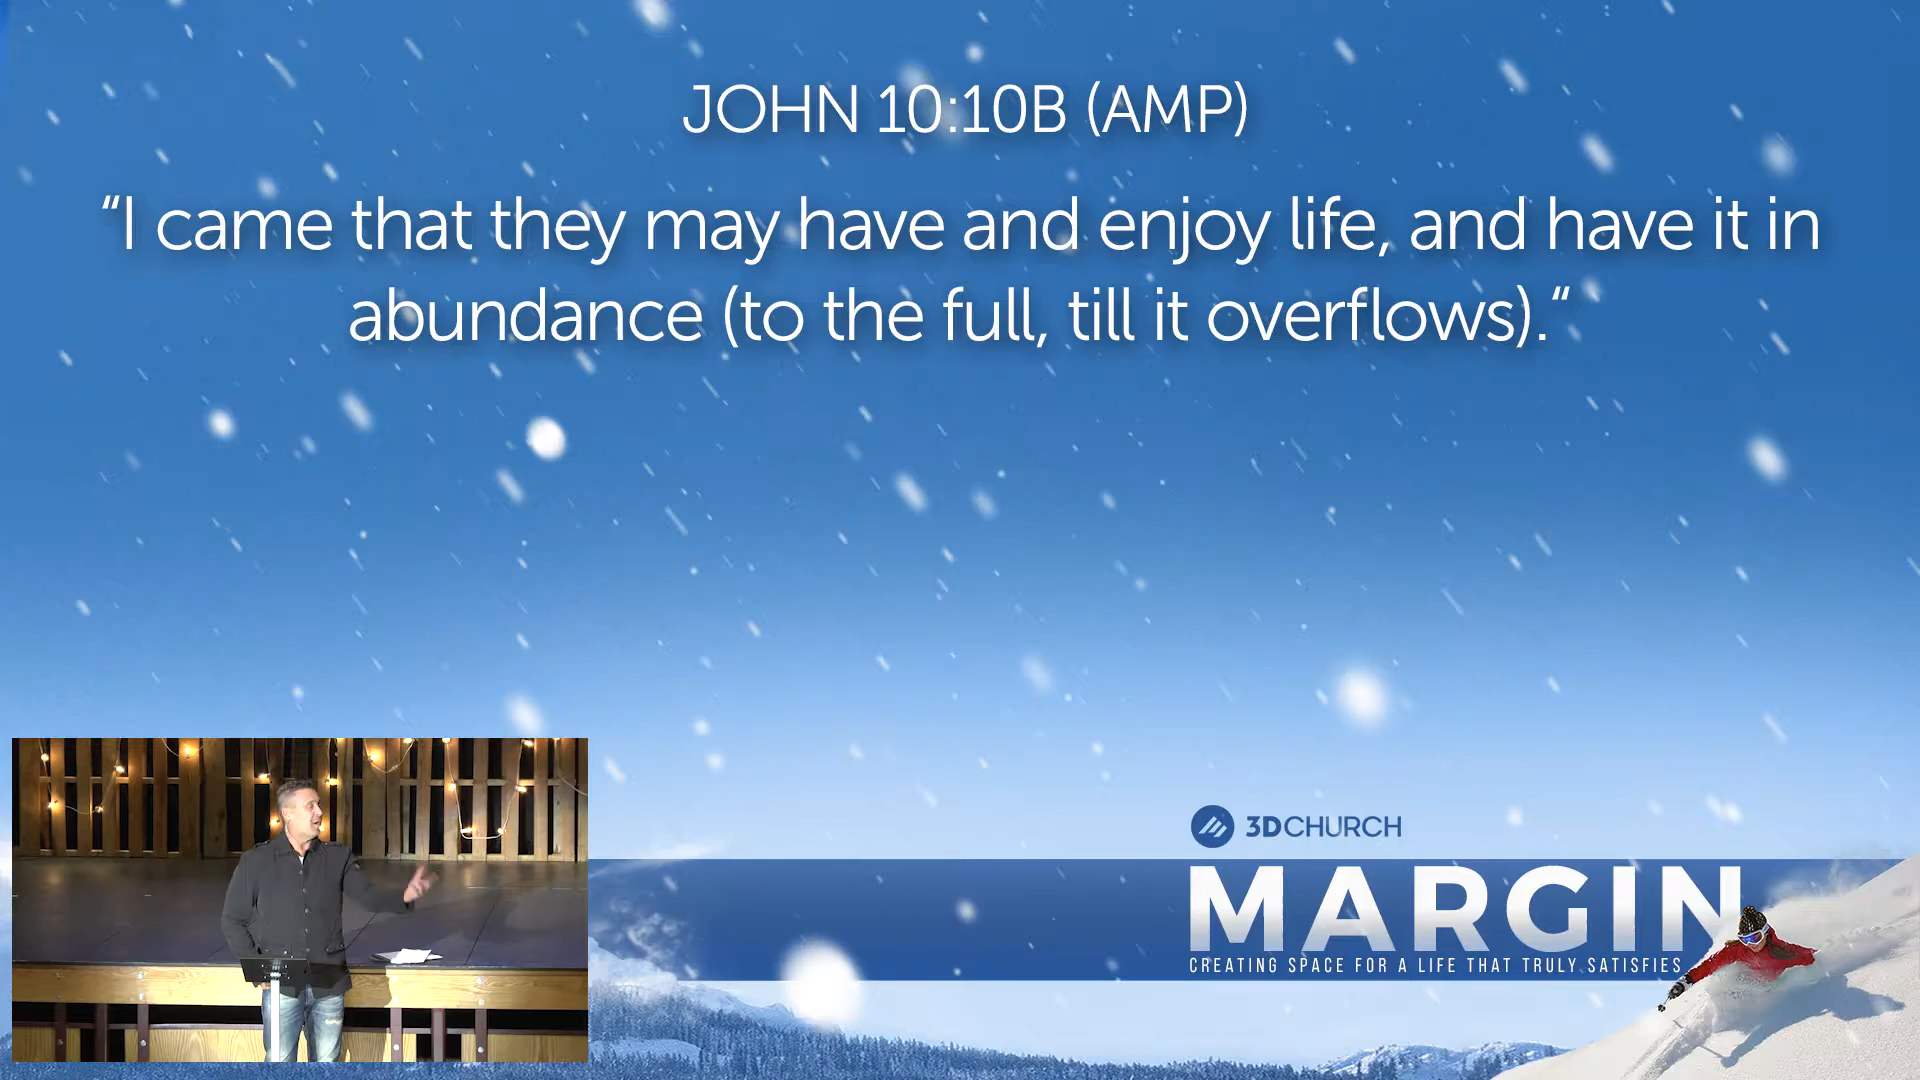 JOHN 10:10B (AMP)
“I came that they may have and enjoy life, and have it in
abundance (to the full, till it overflows).“
3DCHURCH
MARGIN
CREATING SPACE FOR A LIFE THAT TRULY SATISFIES